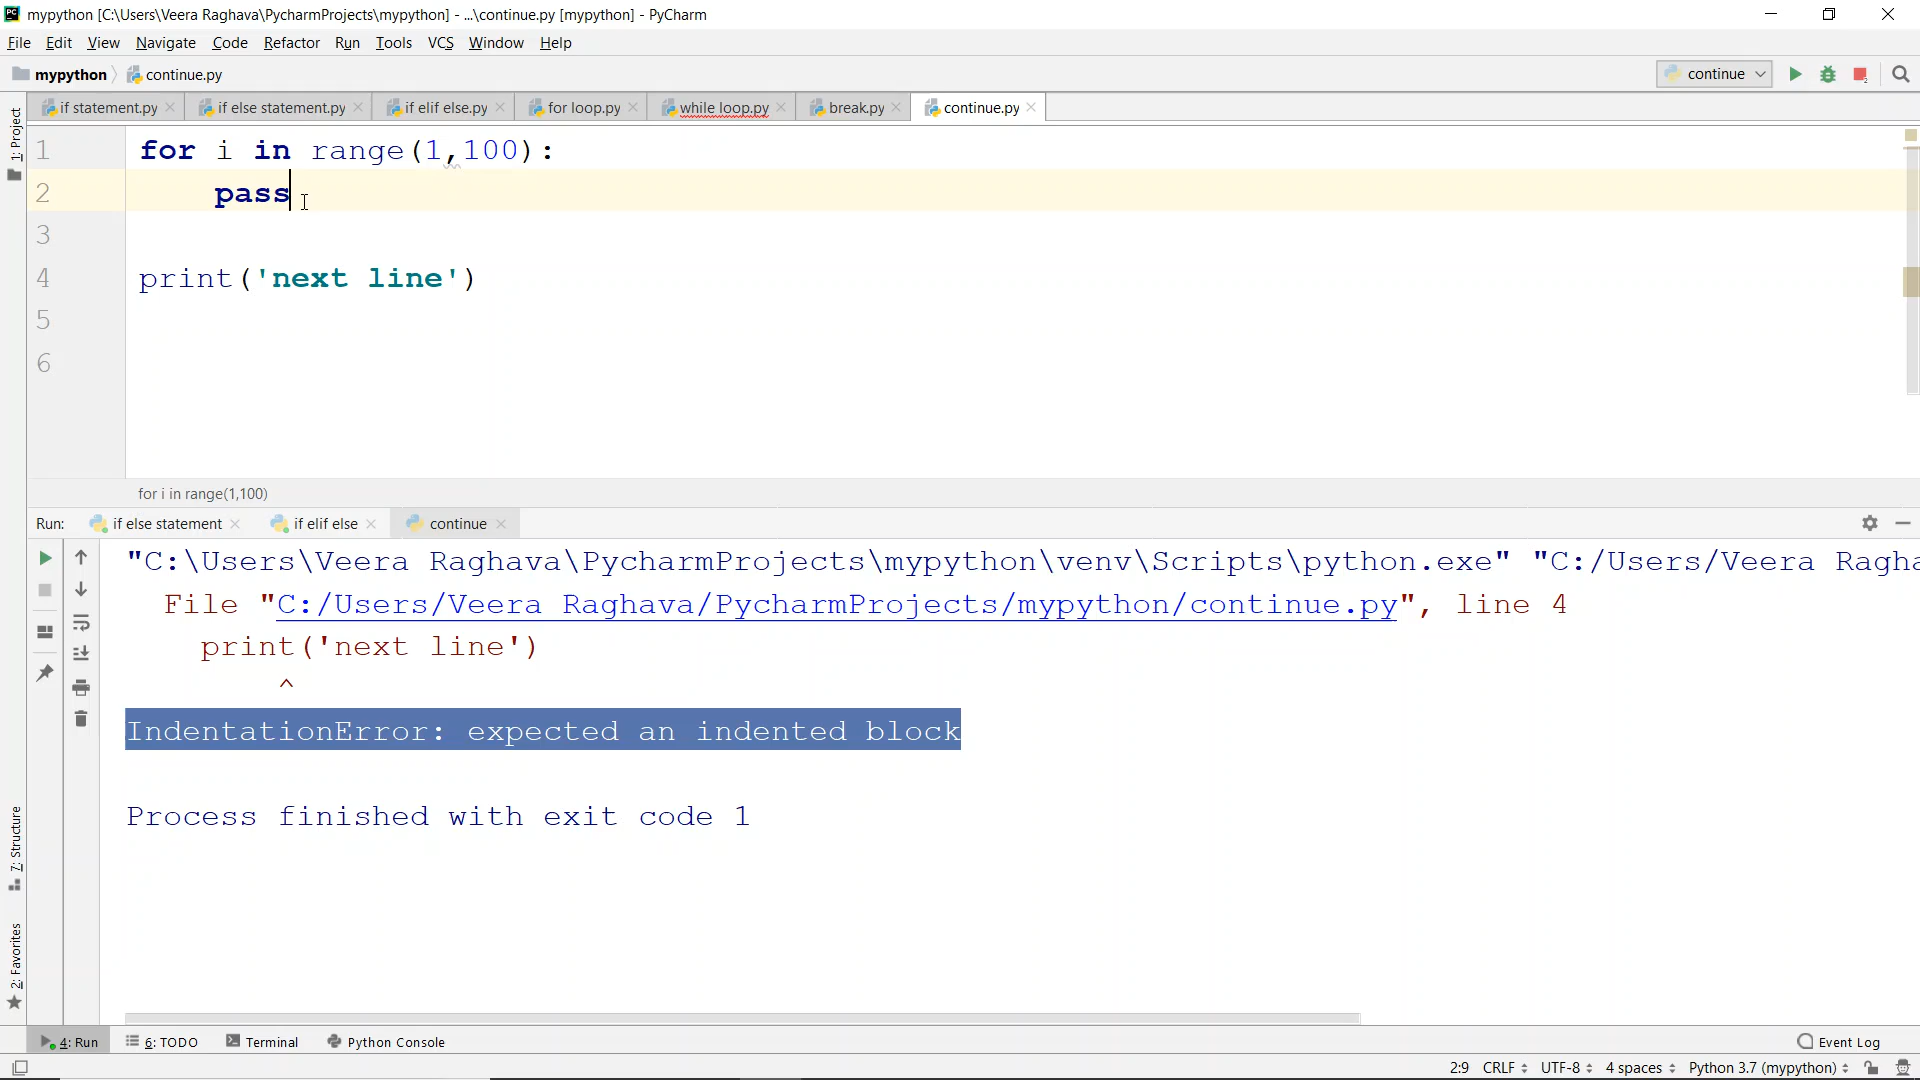 mypython [C:\Users\Veera Raghava\PycharmProjects\mypython] - ...\continue.py [mypython] - PyCharm
File Edit View Navigate Code Refactor Run Tools VCS Window Help
mypython continue.py continue
if statement.py if else statement.py if elif else.py for loop.py while loop.py break.py continue.py
1: Project
1 for i in range(1,100):
2 pass
3
4 print('next line')
5
6
for i in range(1,100)
Run: if else statement if elif else continue
"C:\Users\Veera Raghava\PycharmProjects\mypython\venv\Scripts\python.exe" "C:/Users/Veera Ragha
File "C:/Users/Veera Raghava/PycharmProjects/mypython/continue.py", line 4
print('next line')
^
IndentationError: expected an indented block
Process finished with exit code 1
7: Structure
2: Favorites
4: Run 6: TODO Terminal Python Console Event Log
2:9 CRLF UTF-8 4 spaces Python 3.7 (mypython)